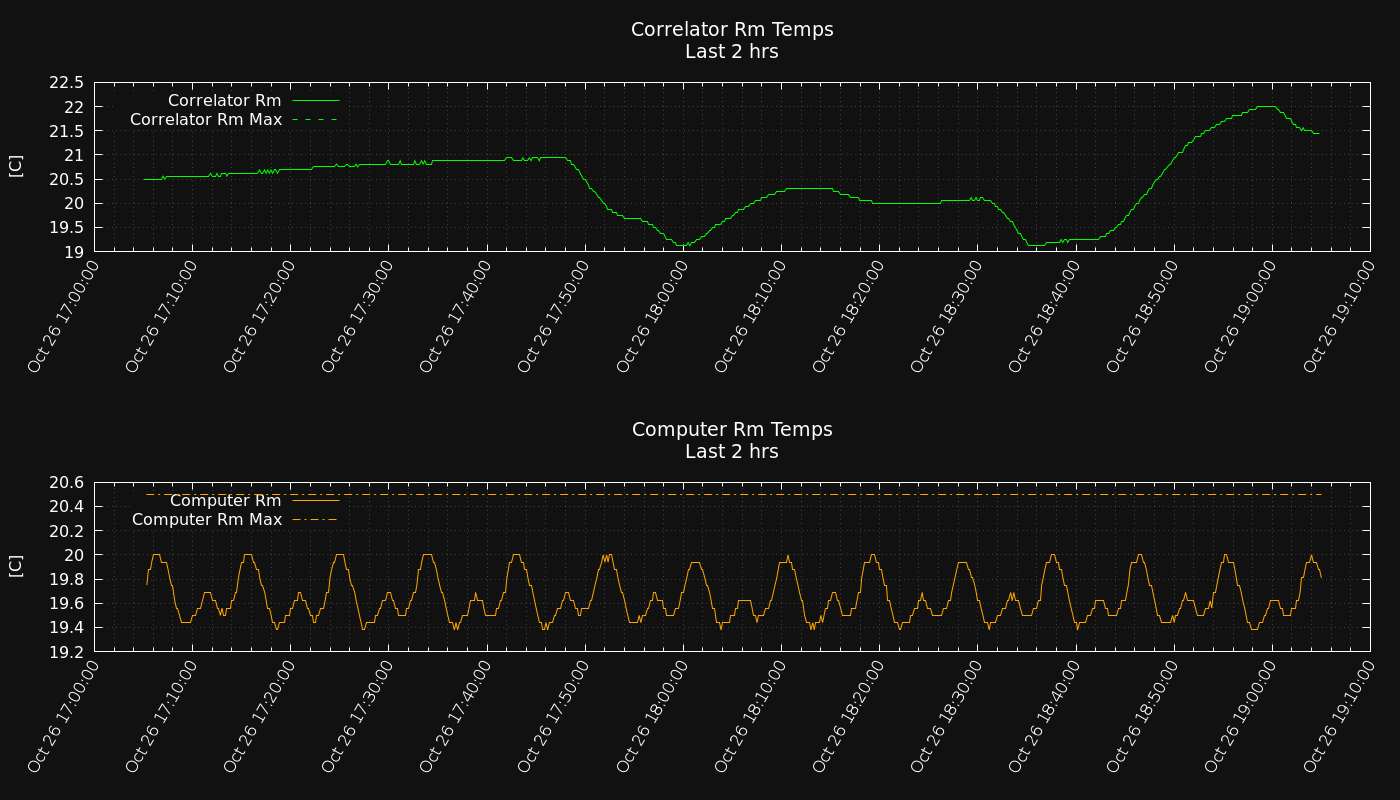 Correlator Rm Temps
Last 2 hrs
22.5
22
21.5
21
20.5
20
19.5
19
[C]
Correlator Rm
Correlator Rm Max
Oct 26 17:00:00
Oct 26 17:10:00
Oct 26 17:20:00
Oct 26 17:30:00
Oct 26 17:40:00
Oct 26 17:50:00
Oct 26 18:00:00
Oct 26 18:10:00
Oct 26 18:20:00
Oct 26 18:30:00
Oct 26 18:40:00
Oct 26 18:50:00
Oct 26 19:00:00
Oct 26 19:10:00
Computer Rm Temps
Last 2 hrs
20.6
20.4
20.2
20
19.8
19.6
19.4
19.2
[C]
Computer Rm
Computer Rm Max
Oct 26 17:00:00
Oct 26 17:10:00
Oct 26 17:20:00
Oct 26 17:30:00
Oct 26 17:40:00
Oct 26 17:50:00
Oct 26 18:00:00
Oct 26 18:10:00
Oct 26 18:20:00
Oct 26 18:30:00
Oct 26 18:40:00
Oct 26 18:50:00
Oct 26 19:00:00
Oct 26 19:10:00